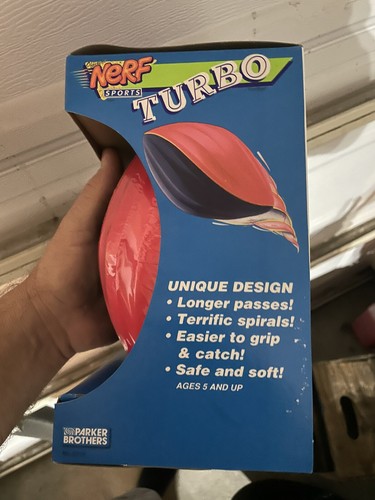 NERF
SPORTS
TURBO
UNIQUE DESIGN
• Longer passes!
• Terrific spirals!
• Easier to grip
& catch!
• Safe and soft!
AGES 5 AND UP
PARKER
BROTHERS